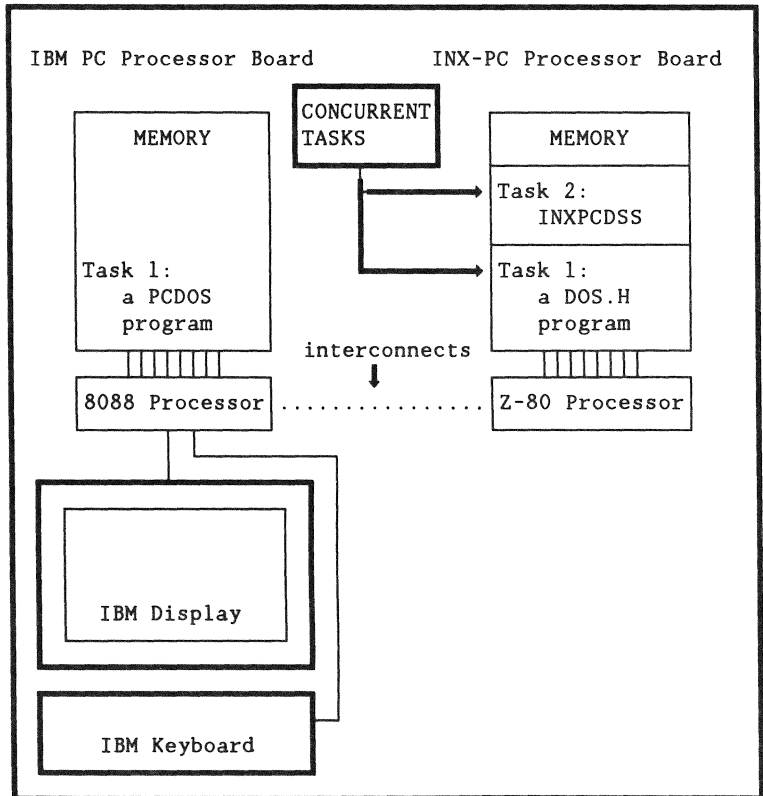 IBM PC Processor Board
INX-PC Processor Board
CONCURRENT
TASKS
MEMORY
Task 1:
a PCDOS
program
MEMORY
Task 2:
INXPCDSS
Task 1:
a DOS.H
program
interconnects
8088 Processor
Z-80 Processor
IBM Display
IBM Keyboard